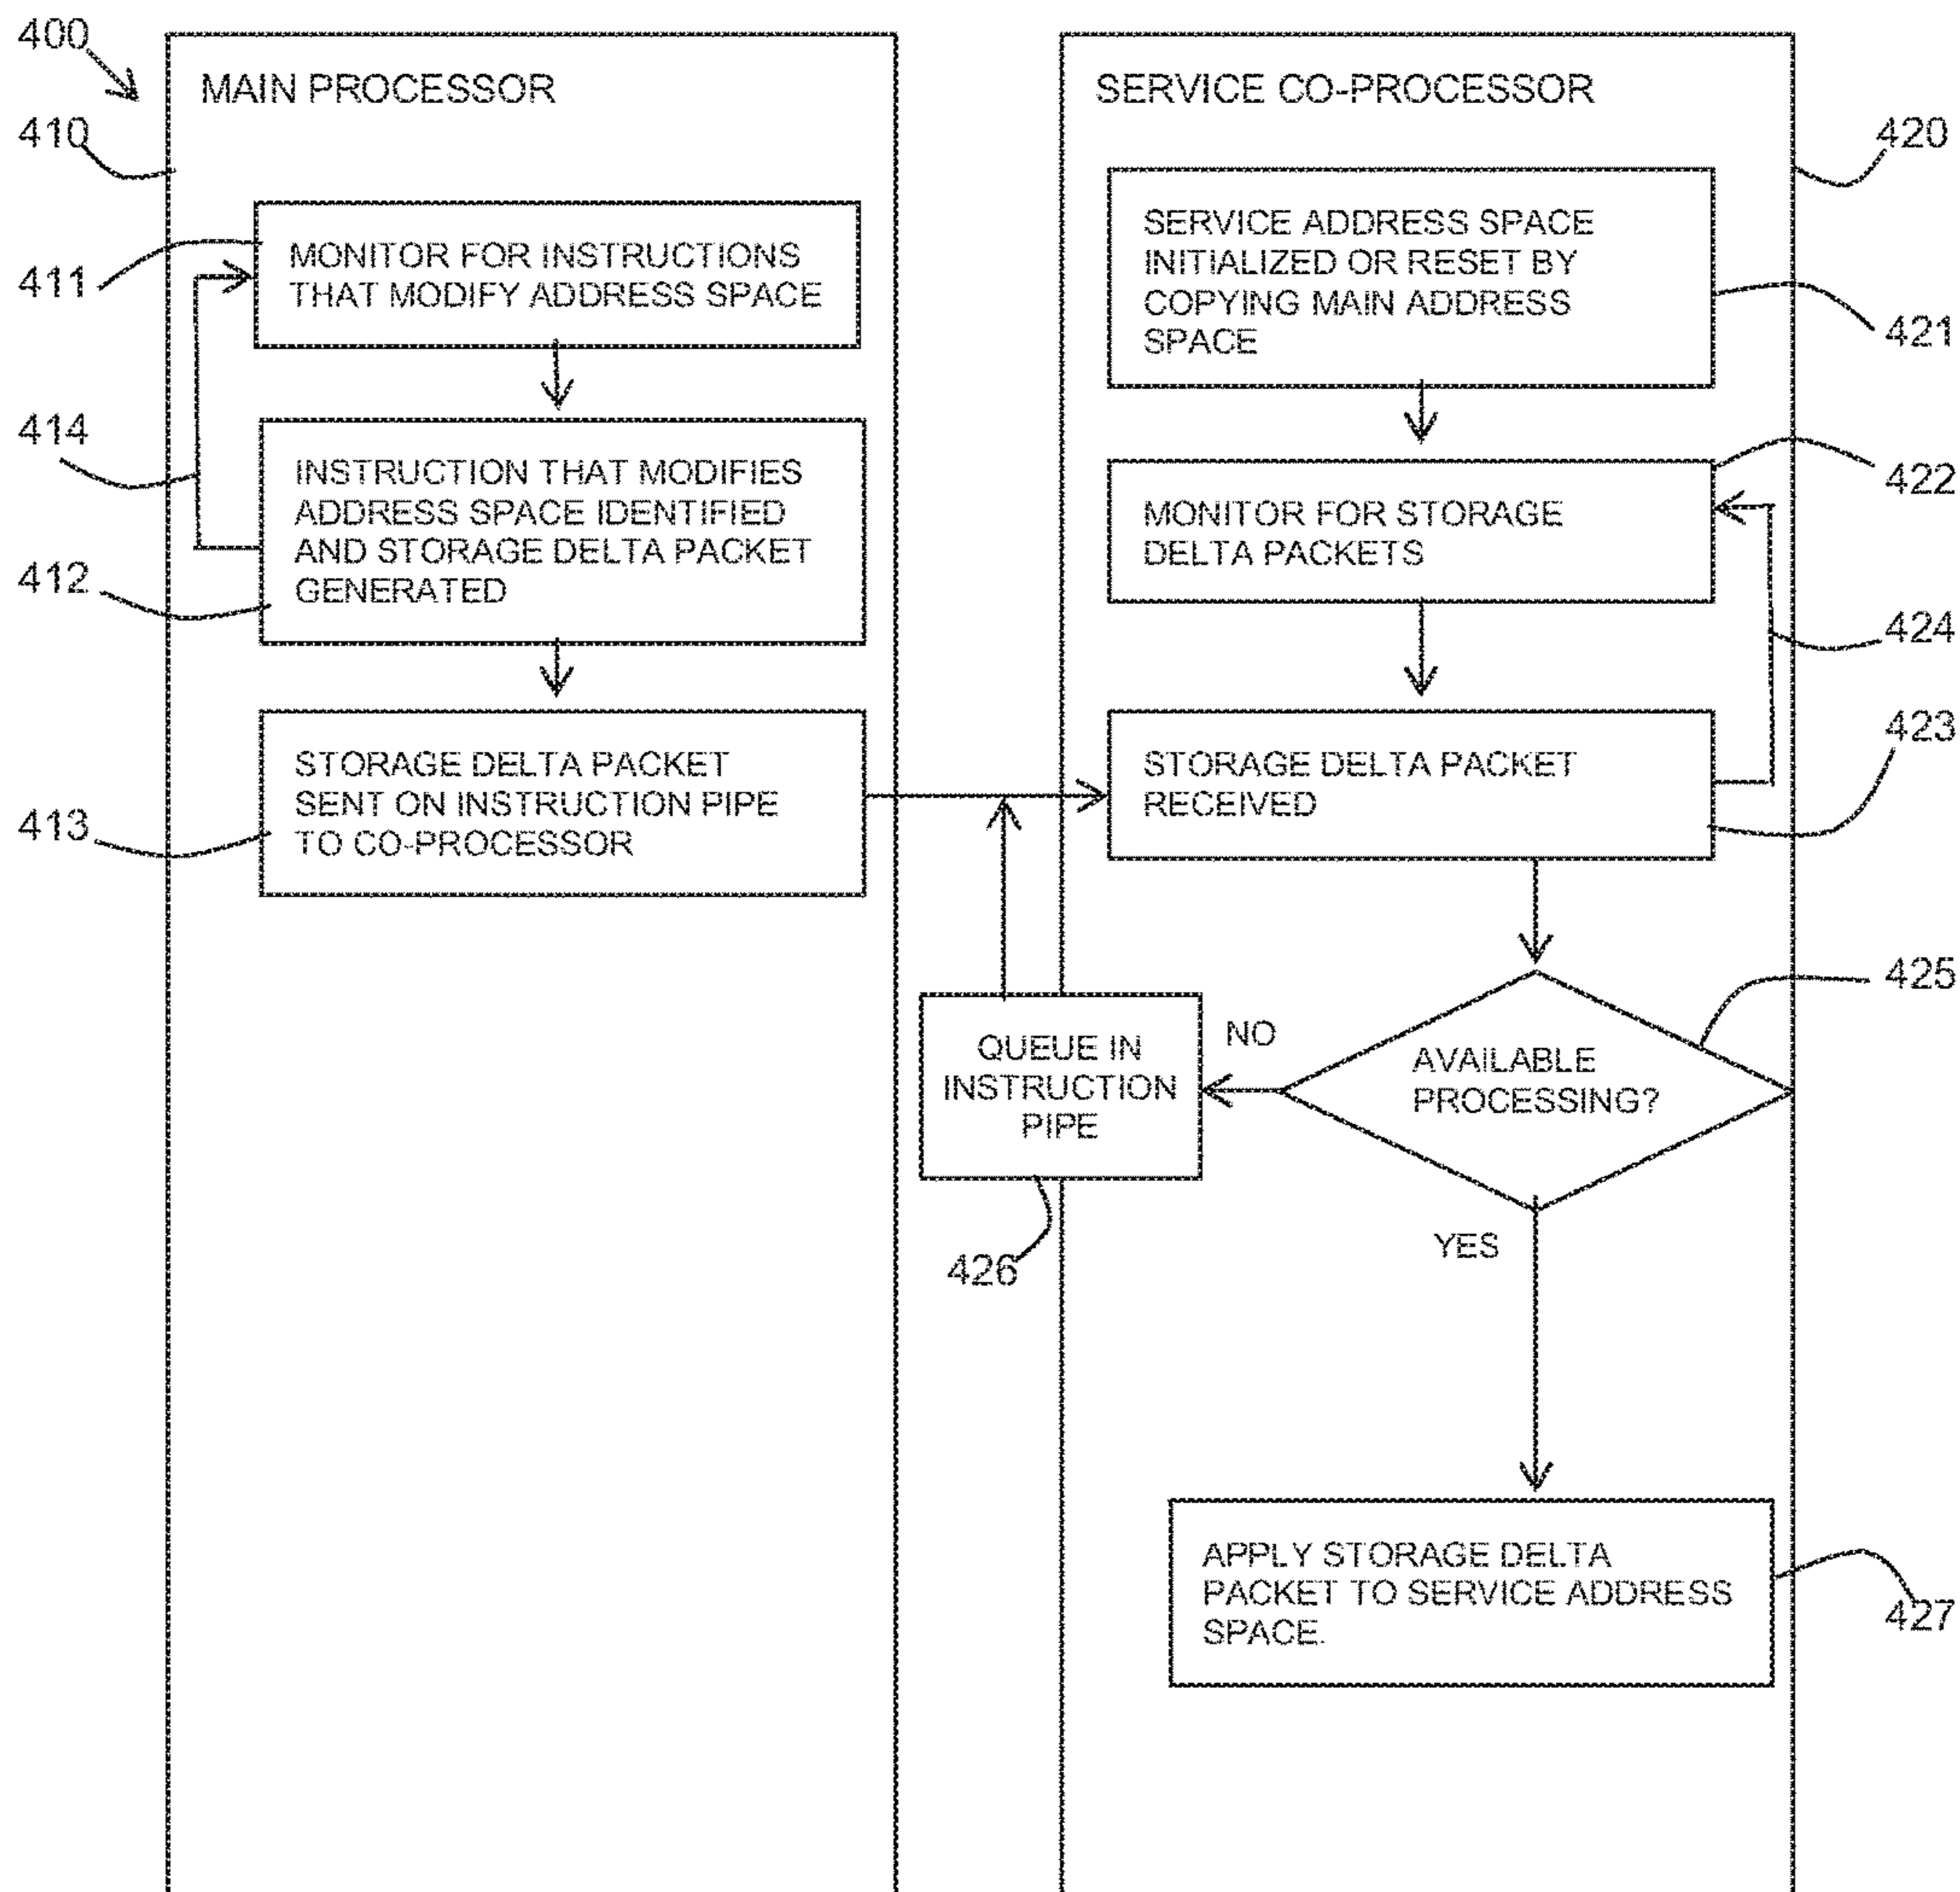 400
MAIN PROCESSOR
410
411
MONITOR FOR INSTRUCTIONS
THAT MODIFY ADDRESS SPACE
414
INSTRUCTION THAT MODIFIES
ADDRESS SPACE IDENTIFIED
AND STORAGE DELTA PACKET
GENERATED
412
STORAGE DELTA PACKET
SENT ON INSTRUCTION PIPE
TO CO-PROCESSOR
413
SERVICE CO-PROCESSOR
420
SERVICE ADDRESS SPACE
INITIALIZED OR RESET BY
COPYING MAIN ADDRESS
SPACE
421
422
MONITOR FOR STORAGE
DELTA PACKETS
424
STORAGE DELTA PACKET
RECEIVED
423
425
AVAILABLE
PROCESSING?
NO
QUEUE IN
INSTRUCTION
PIPE
426
YES
APPLY STORAGE DELTA
PACKET TO SERVICE ADDRESS
SPACE.
427